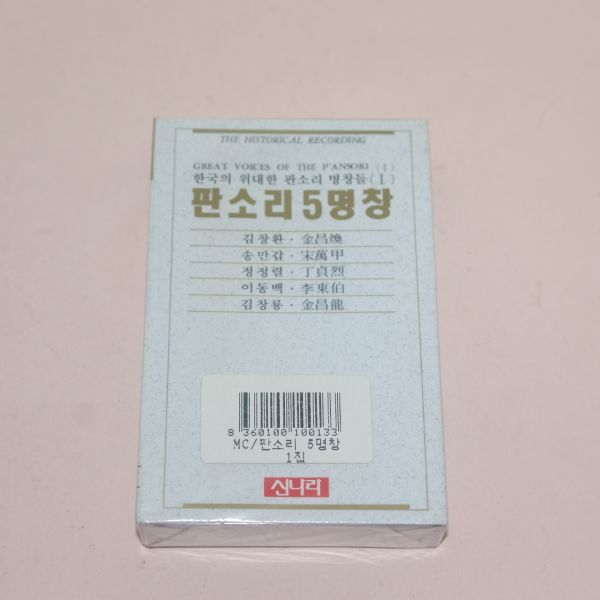 THE HISTORICAL RECORDING
GREAT VOICES OF THE P'ANSORI (I)
한국의 위대한 판소리 명창들(I)
판소리5명창
김창환 · 金昌煥
송만갑 · 宋萬甲
정정렬 · 丁貞烈
이동백 · 李東伯
김창룡 · 金昌龍
8 360100 100133
MC/판소리 5명창
1집
신나라